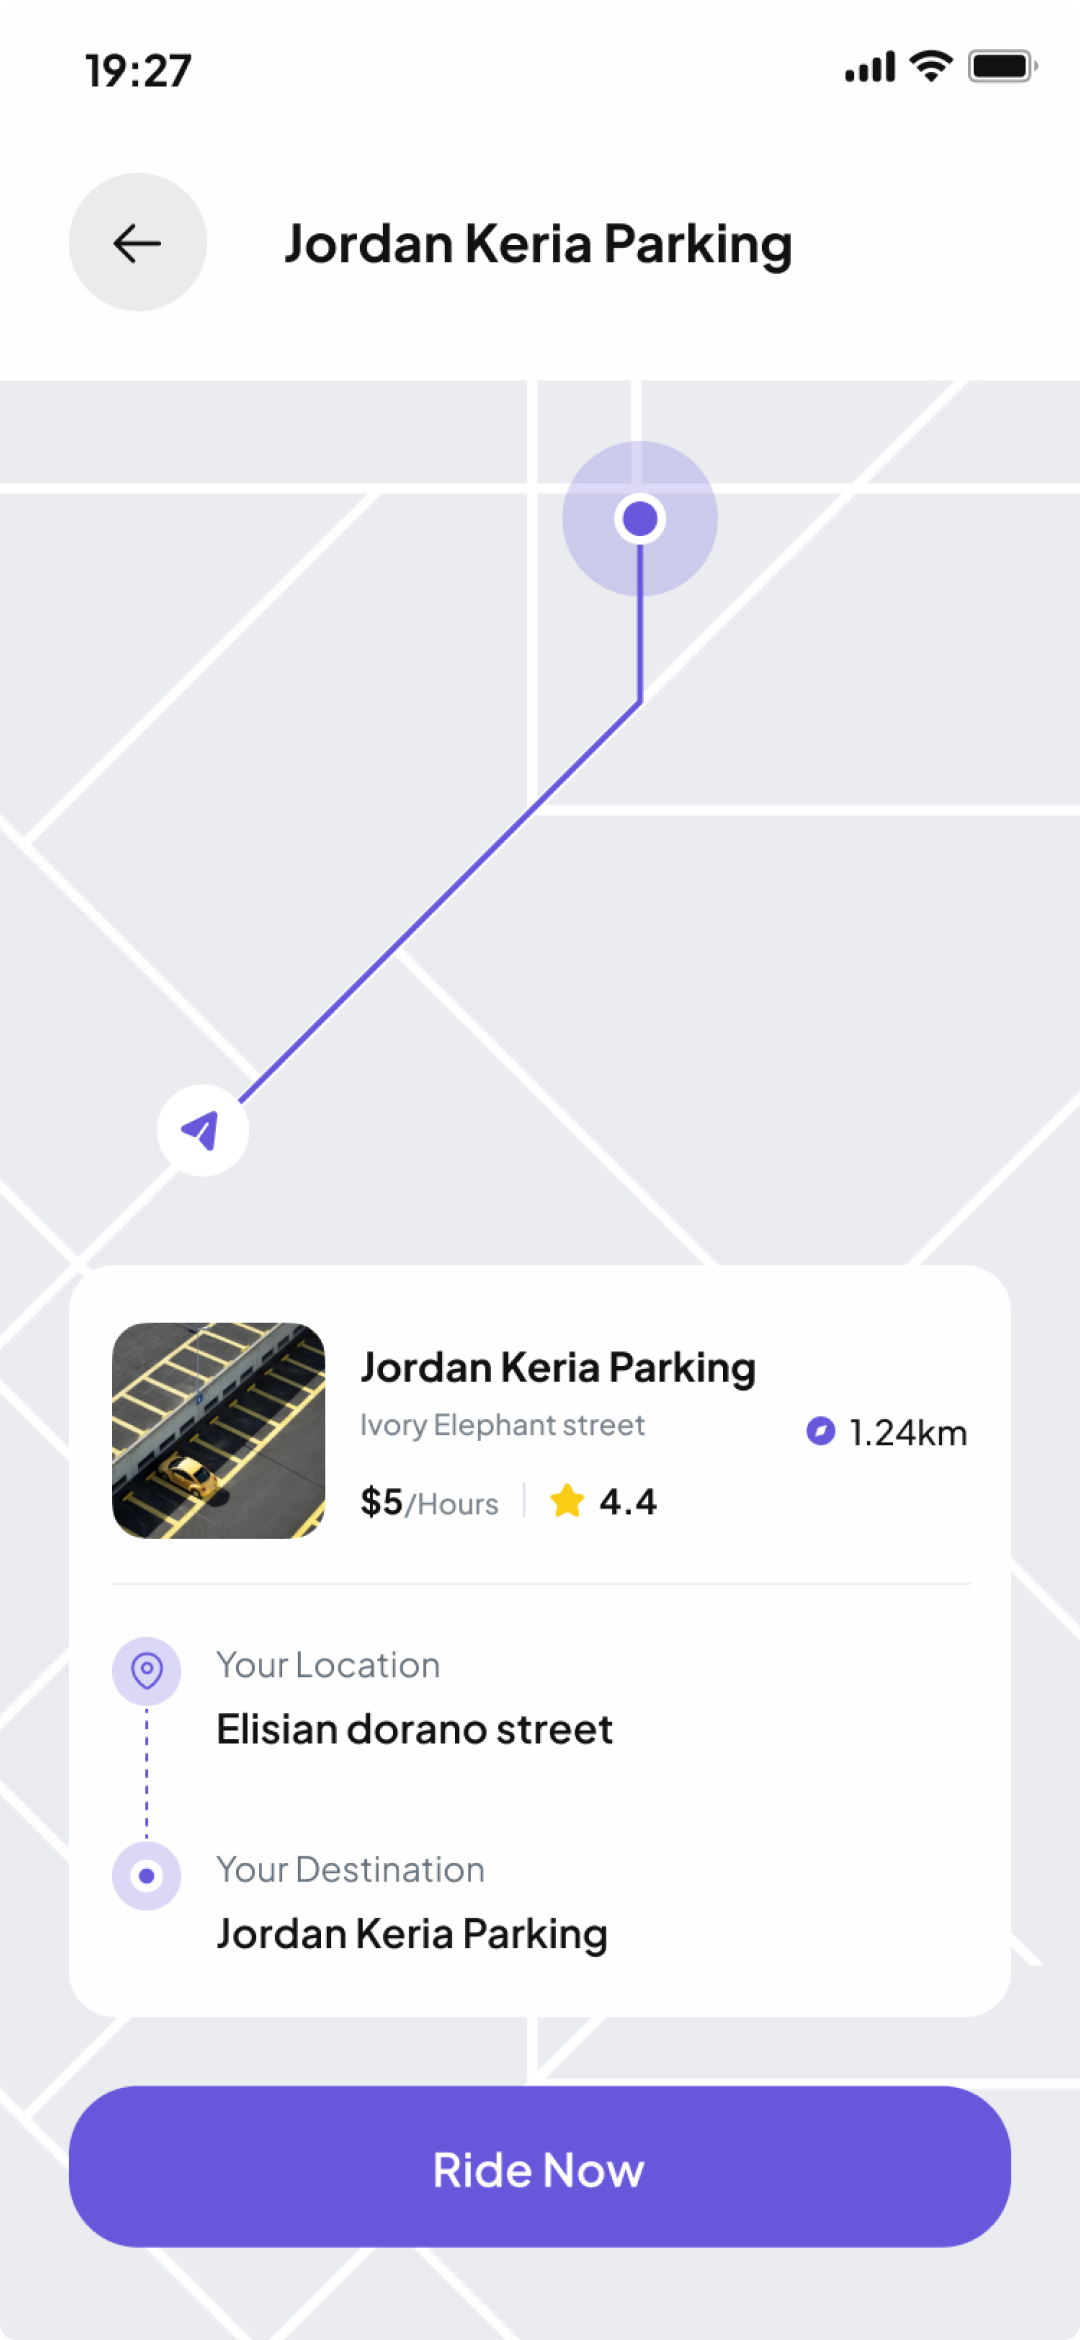 19:27
Jordan Keria Parking
Jordan Keria Parking
Ivory Elephant street
1.24km
$5/Hours
4.4
Your Location
Elisian dorano street
Your Destination
Jordan Keria Parking
Ride Now